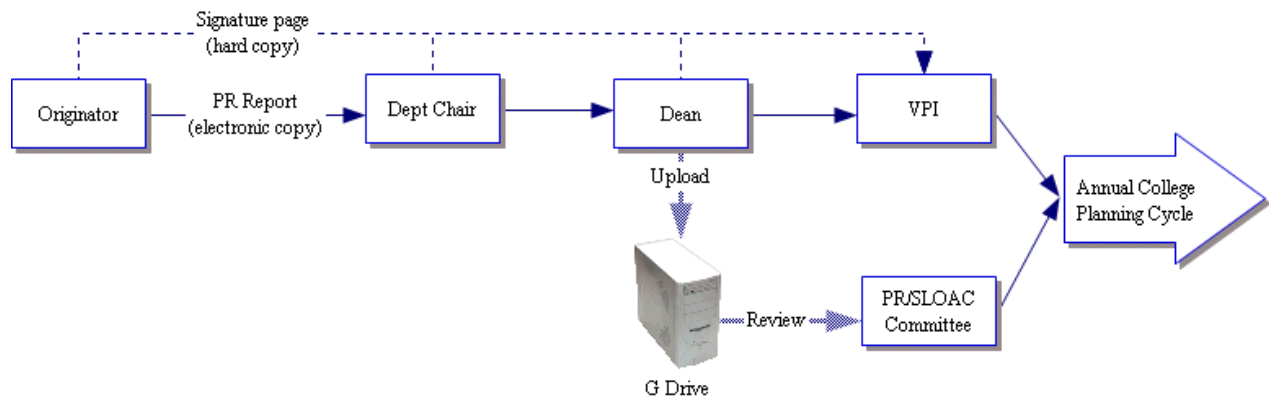 Signature page
(hard copy)
Originator
PR Report
(electronic copy)
Dept Chair
Dean
VPI
Upload
Annual College
Planning Cycle
Review
PR/SLOAC
Committee
G Drive